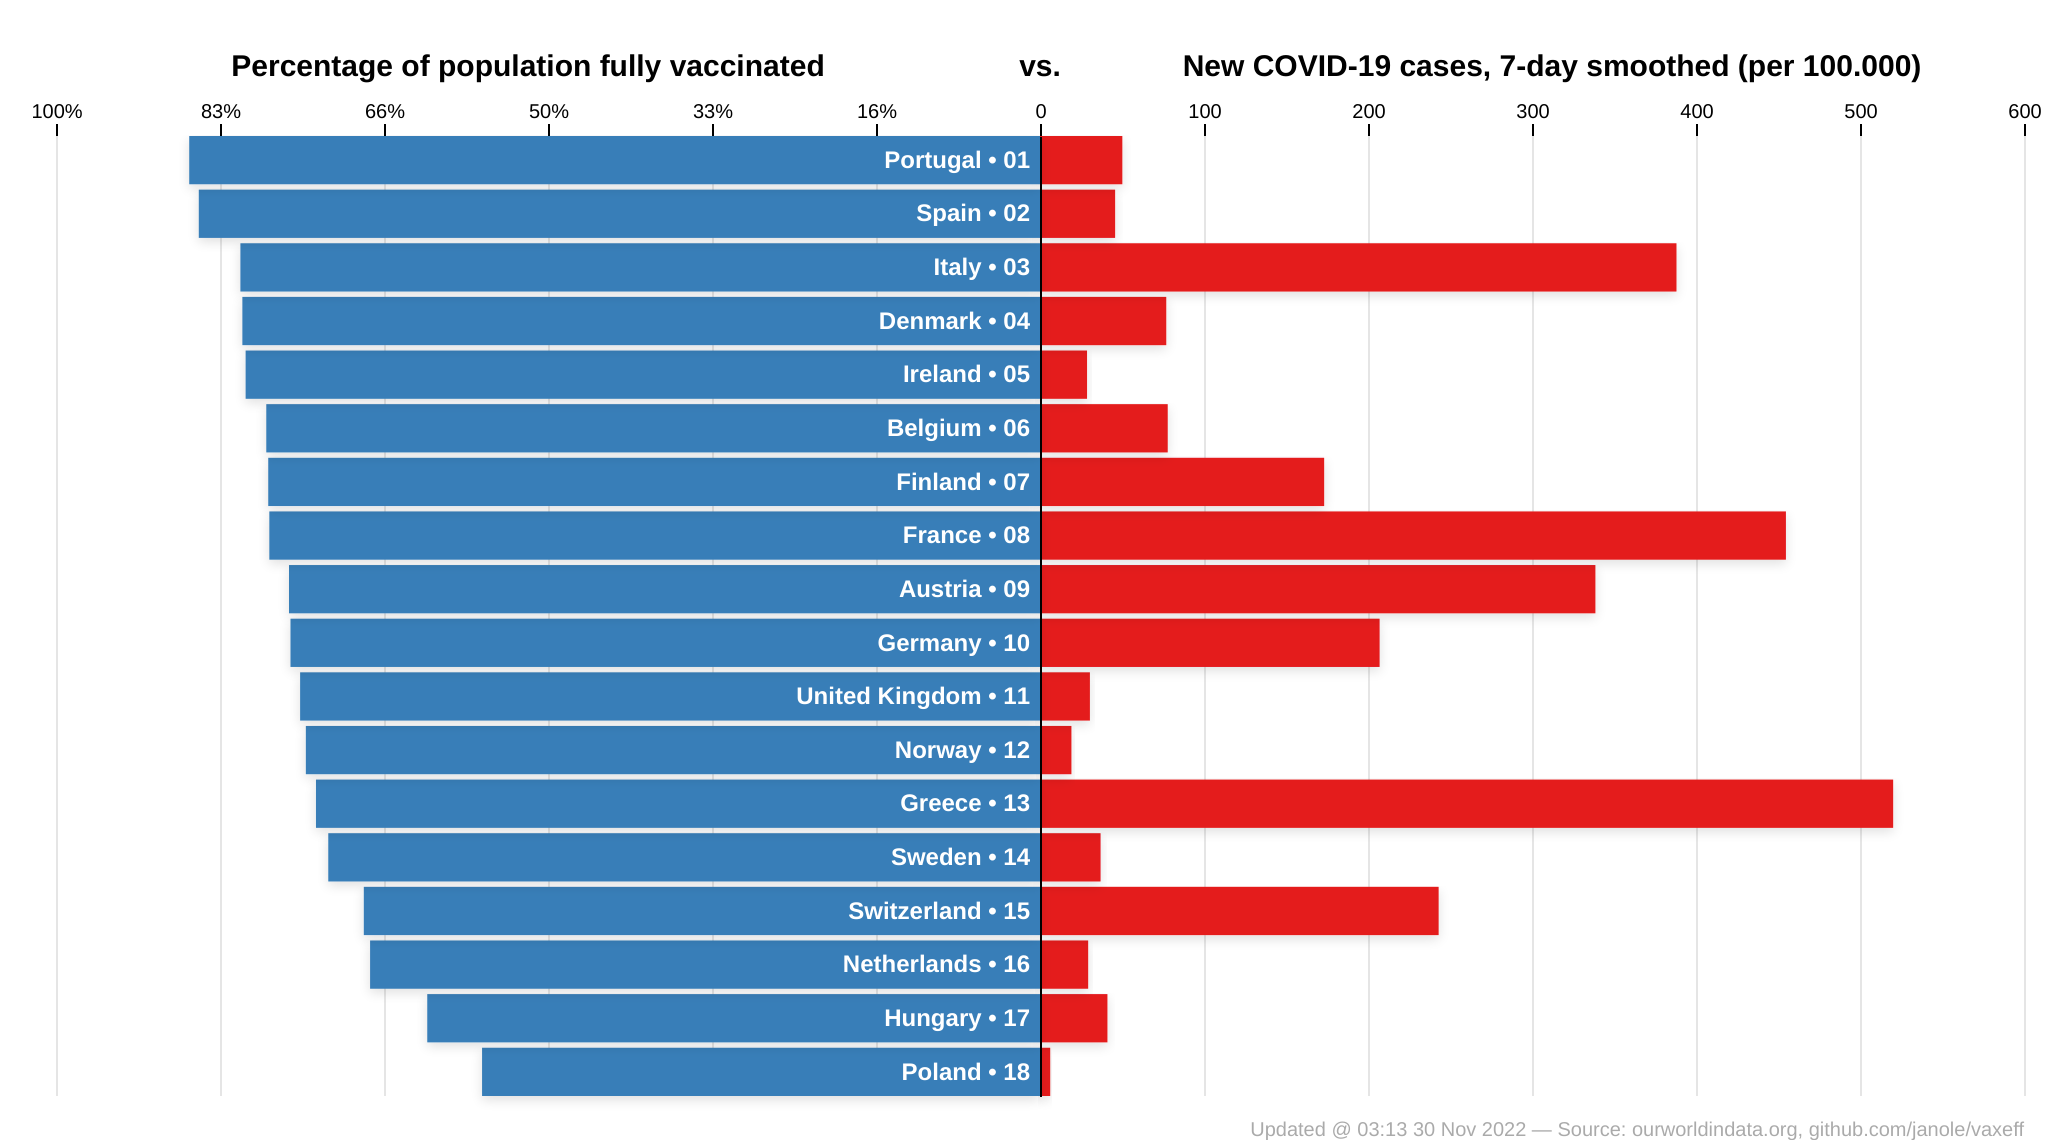 Percentage of population fully vaccinated vs. New COVID-19 cases, 7-day smoothed (per 100.000)
100% 83% 66% 50% 33% 16% 0 100 200 300 400 500 600
Portugal • 01
Spain • 02
Italy • 03
Denmark • 04
Ireland • 05
Belgium • 06
Finland • 07
France • 08
Austria • 09
Germany • 10
United Kingdom • 11
Norway • 12
Greece • 13
Sweden • 14
Switzerland • 15
Netherlands • 16
Hungary • 17
Poland • 18
Updated @ 03:13 30 Nov 2022 — Source: ourworldindata.org, github.com/janole/vaxeff